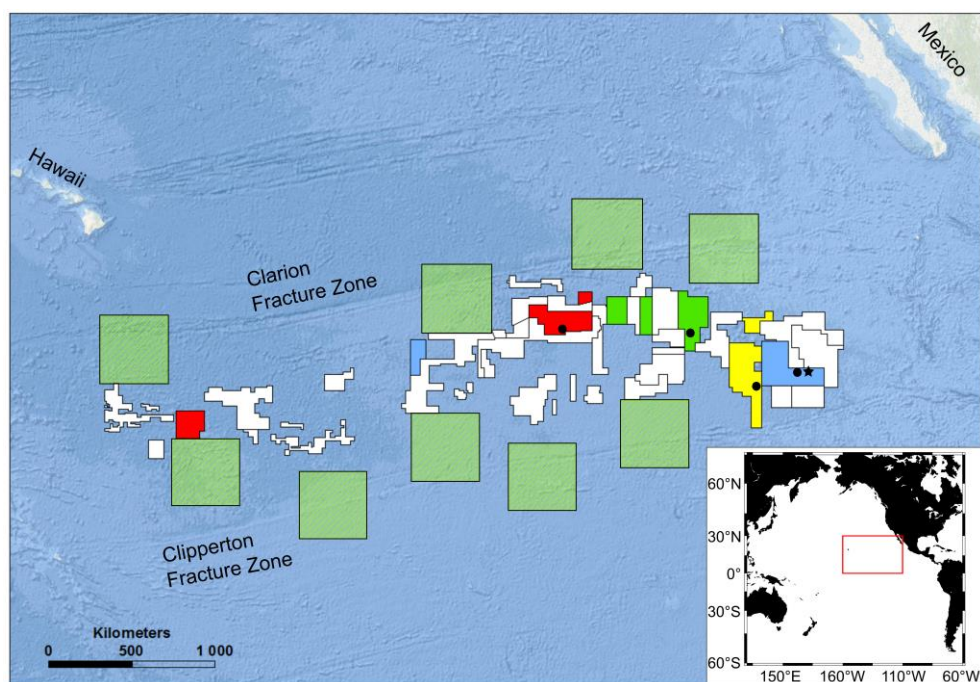 Mexico
Hawaii
Clarion
Fracture Zone
Clipperton
Fracture Zone
Kilometers
0 500 1 000
60°N
30°N
0°
30°S
60°S
150°E 160°W 110°W 60°W